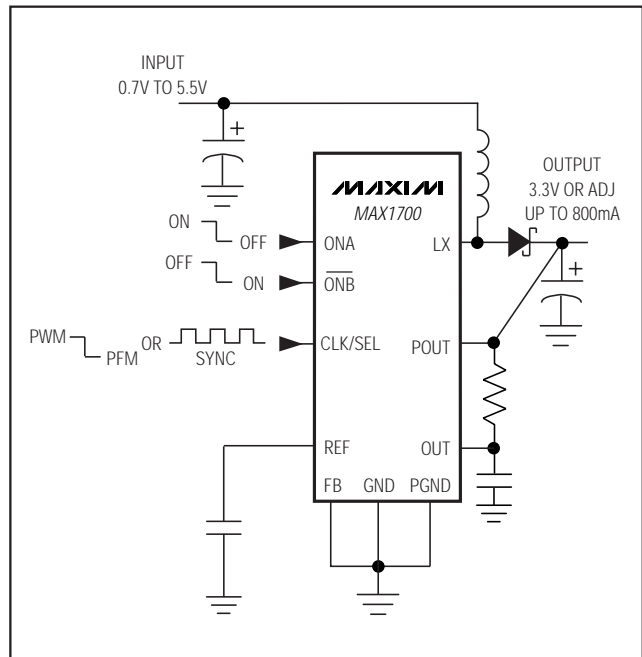 INPUT
0.7V TO 5.5V
OUTPUT
3.3V OR ADJ
UP TO 800mA
MAXIM
MAX1700
ON
OFF
ONA
LX
OFF
ON
ONB
PWM
PFM
OR
SYNC
CLK/SEL
POUT
REF
OUT
FB GND PGND
+
+